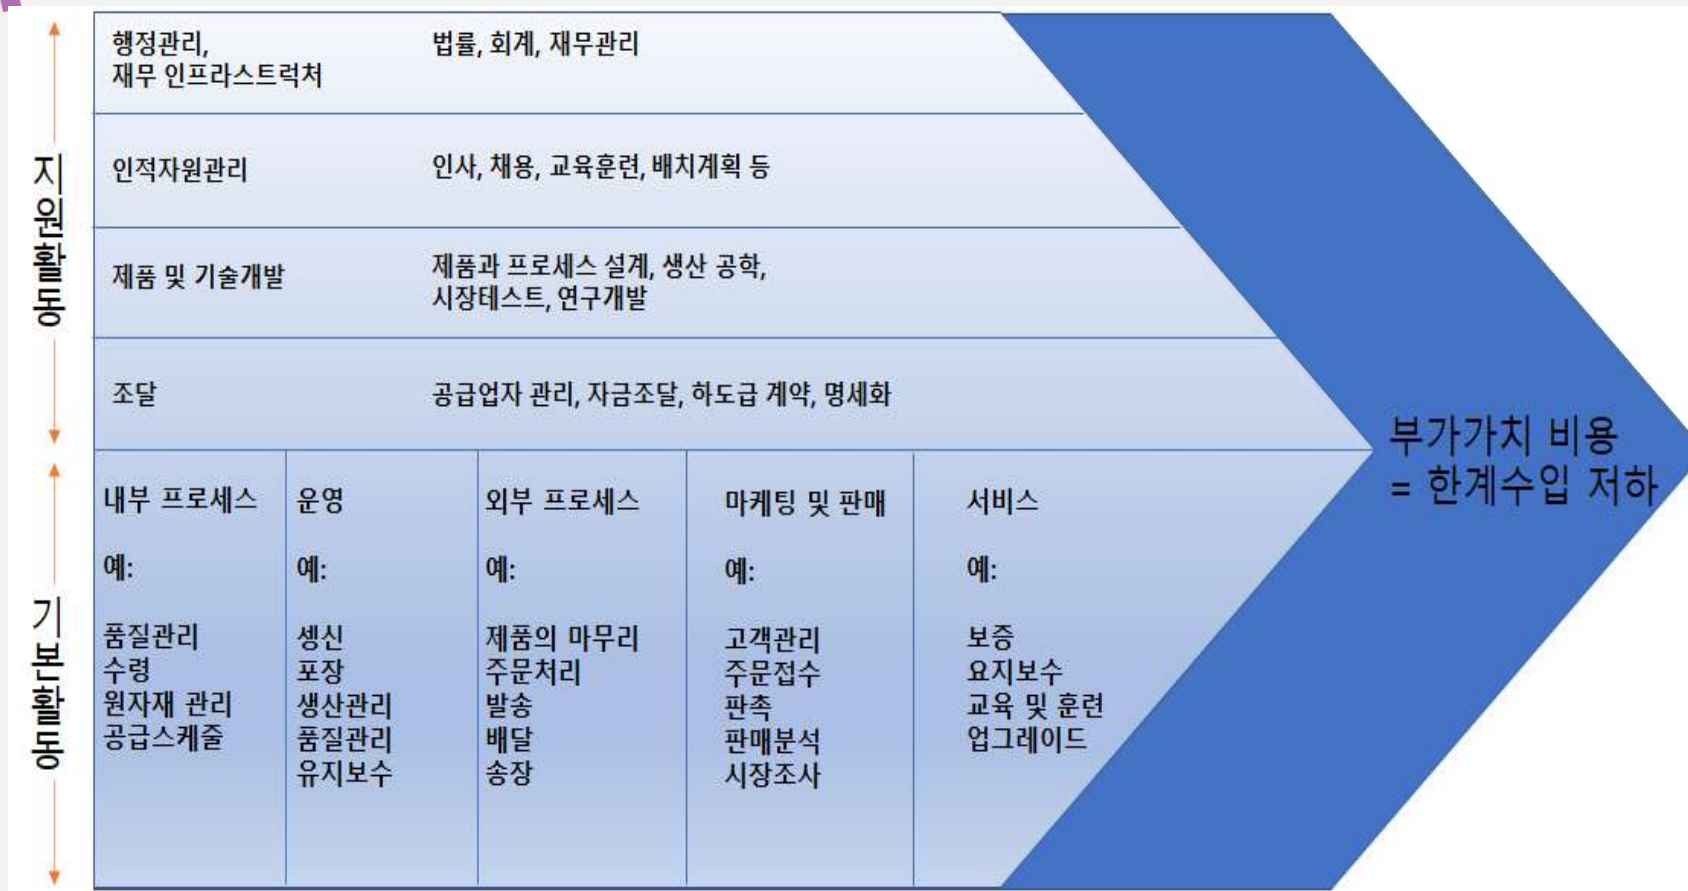 지원활동
행정관리,
재무 인프라스트럭처
법률, 회계, 재무관리
인적자원관리
인사, 채용, 교육훈련, 배치계획 등
제품 및 기술개발
제품과 프로세스 설계, 생산 공학,
시장테스트, 연구개발
조달
공급업자 관리, 자금조달, 하도급 계약, 명세화
부가가치 비용
= 한계수입 저하
기본활동
내부 프로세스
예:
품질관리
수령
원자재 관리
공급스케줄
운영
예:
셍신
포장
생산관리
품질관리
유지보수
외부 프로세스
예:
제품의 마무리
주문처리
발송
배달
송장
마케팅 및 판매
예:
고객관리
주문접수
판촉
판매분석
시장조사
서비스
예:
보증
요지보수
교육 및 훈련
업그레이드